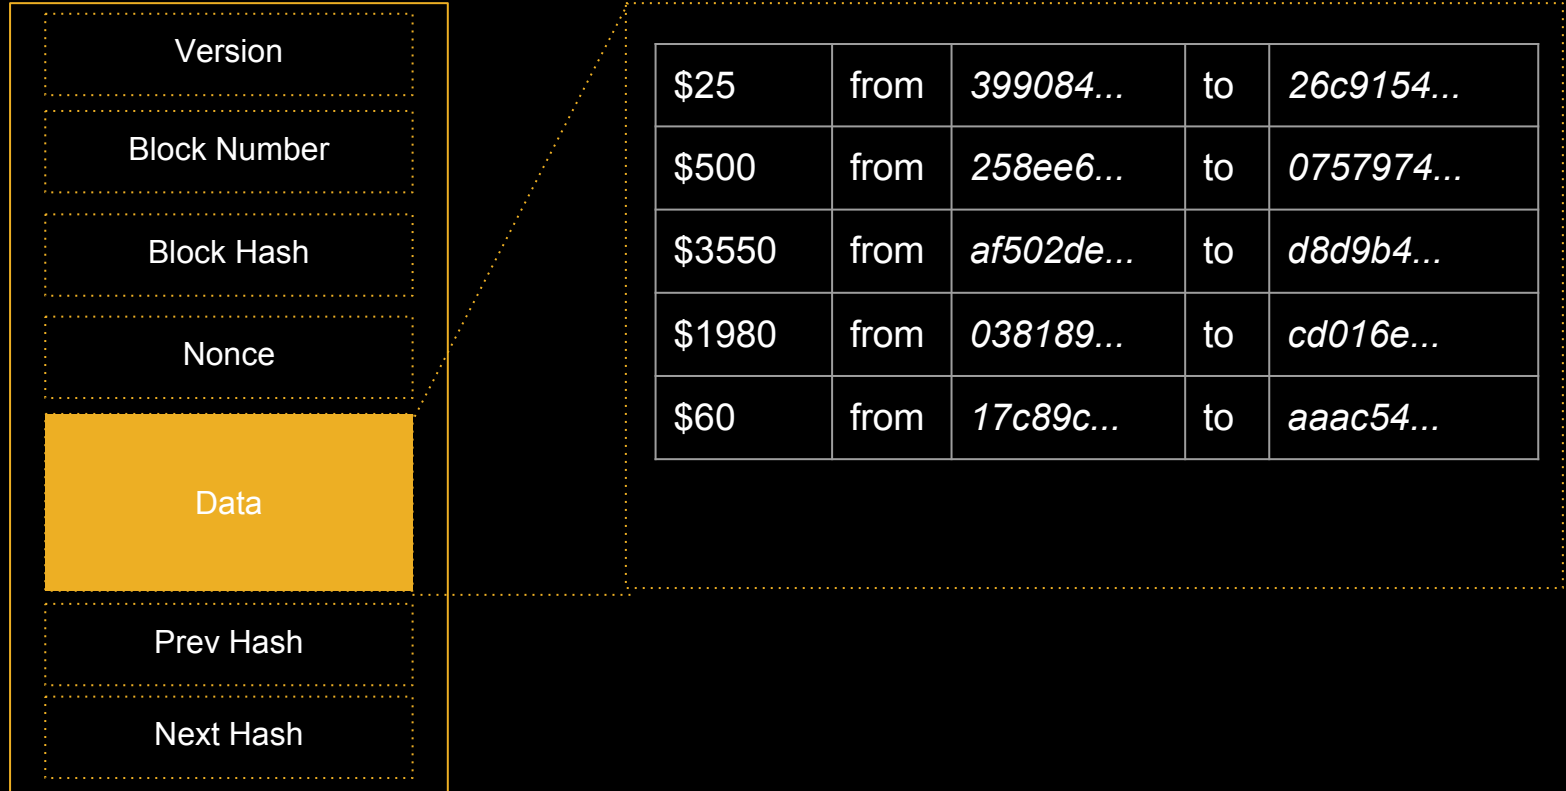 Version
Block Number
Block Hash
Nonce
Data
Prev Hash
Next Hash
$25 from 399084... to 26c9154...
$500 from 258ee6... to 0757974...
$3550 from af502de... to d8d9b4...
$1980 from 038189... to cd016e...
$60 from 17c89c... to aaac54...